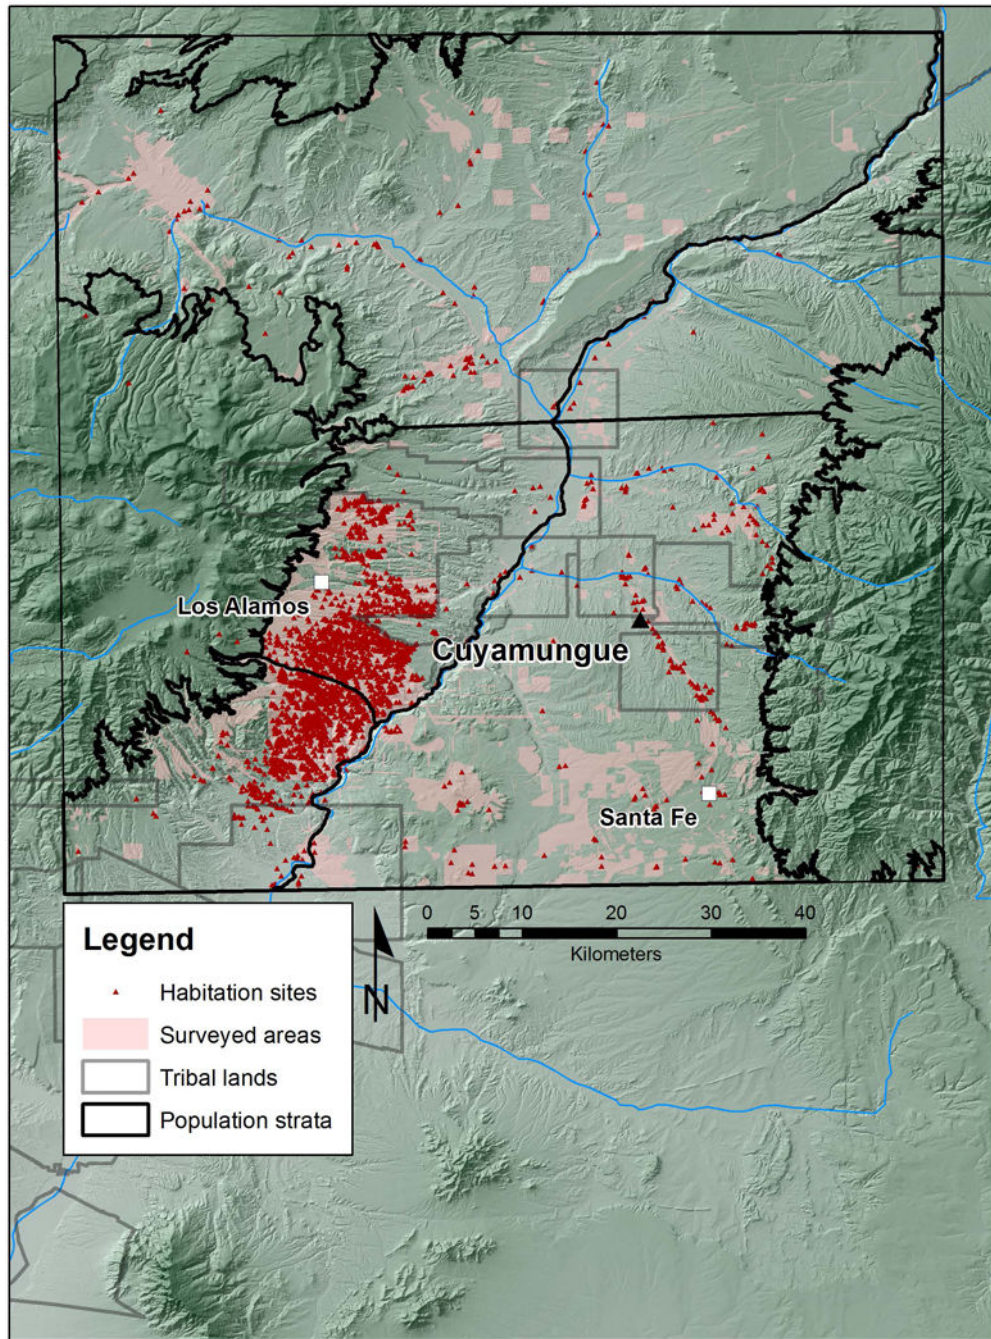 Los Alamos
Cuyamungue
Santa Fe
0 5 10 20 30 40
Kilometers
N
Legend
Habitation sites
Surveyed areas
Tribal lands
Population strata